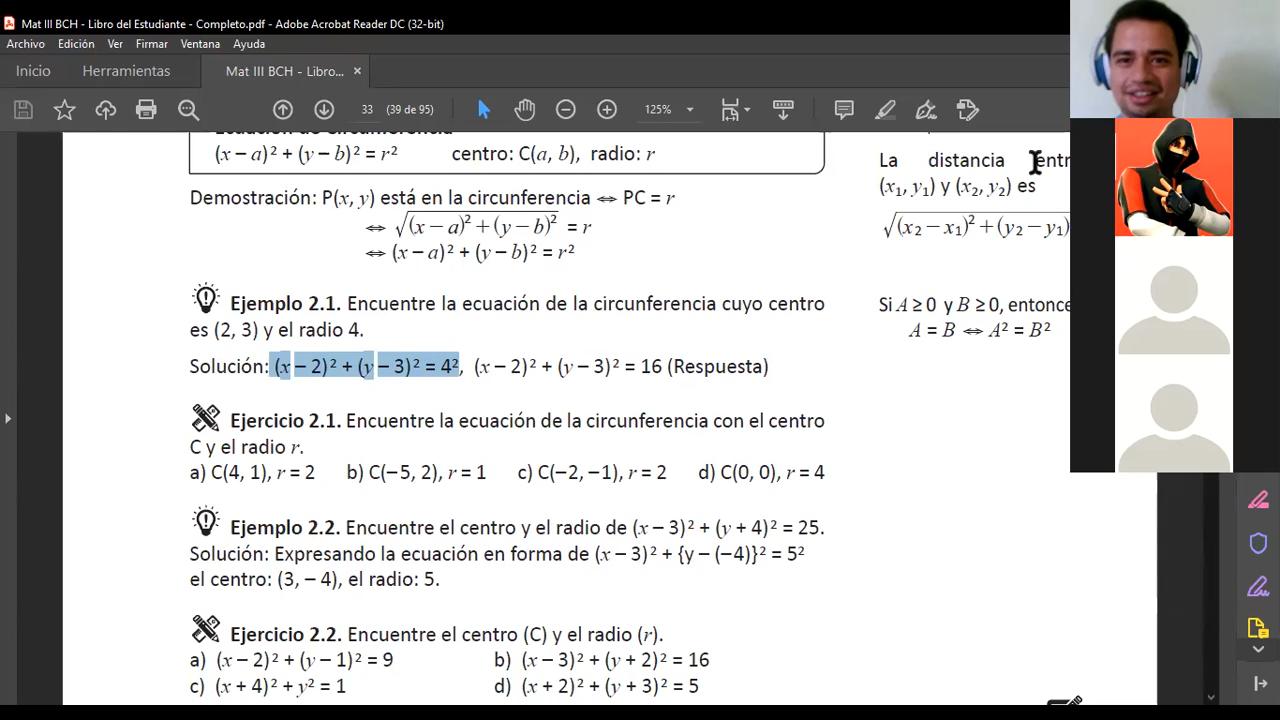 Mat III BCH - Libro del Estudiante - Completo.pdf - Adobe Acrobat Reader DC (32-bit)
Archivo Edición Ver Firmar Ventana Ayuda
Inicio Herramientas Mat III BCH - Libro... ×
33 (39 de 95) 125%
Ecuación de Circunferencia
(x – a)² + (y – b)² = r² centro: C(a, b), radio: r
Demostración: P(x, y) está en la circunferencia ⇔ PC = r
⇔ √(x – a)² + (y – b)² = r
⇔ (x – a)² + (y – b)² = r²
Ejemplo 2.1. Encuentre la ecuación de la circunferencia cuyo centro
es (2, 3) y el radio 4.
Solución: (x – 2)² + (y – 3)² = 4², (x – 2)² + (y – 3)² = 16 (Respuesta)
Ejercicio 2.1. Encuentre la ecuación de la circunferencia con el centro
C y el radio r.
a) C(4, 1), r = 2 b) C(−5, 2), r = 1 c) C(−2, −1), r = 2 d) C(0, 0), r = 4
Ejemplo 2.2. Encuentre el centro y el radio de (x – 3)² + (y + 4)² = 25.
Solución: Expresando la ecuación en forma de (x – 3)² + {y – (−4)}² = 5²
el centro: (3, – 4), el radio: 5.
Ejercicio 2.2. Encuentre el centro (C) y el radio (r).
a) (x – 2)² + (y – 1)² = 9 b) (x – 3)² + (y + 2)² = 16
c) (x + 4)² + y² = 1 d) (x + 2)² + (y + 3)² = 5
La distancia entr
(x₁, y₁) y (x₂, y₂) es
√(x₂ – x₁)² + (y₂ – y₁)
Si A ≥ 0 y B ≥ 0, entonce
A = B ⇔ A² = B²